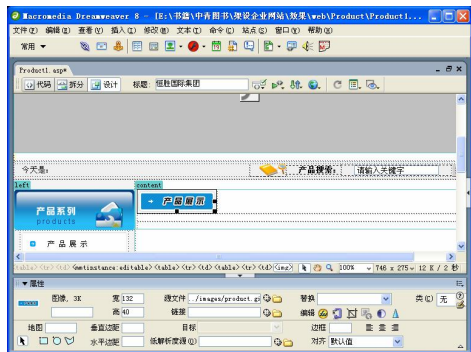 Macromedia Dreamweaver 8 - [E:\书籍\中青图书\架设企业网站\效果\web\Product\Product1...
文件(F) 编辑(E) 查看(V) 插入(I) 修改(M) 文本(T) 命令(C) 站点(S) 窗口(W) 帮助(H)
常用
Product1.asp*
代码 拆分 设计 标题: 恒胜国际集团
今天是: 产品搜索: 请输入关键字
left content
产品系列 产品展示
products
产品展示
<table><tr><td><mmtinstance:editable><table><tr><td><table><tr><td><img> 100% 746 x 275 12 K / 2 秒
属性
图像, 3K 宽 132 源文件 ../images/product.gi 替换 类(C) 无
高 40 链接 编辑
地图 垂直边距 目标 边框
水平边距 低解析度源(O) 对齐 默认值